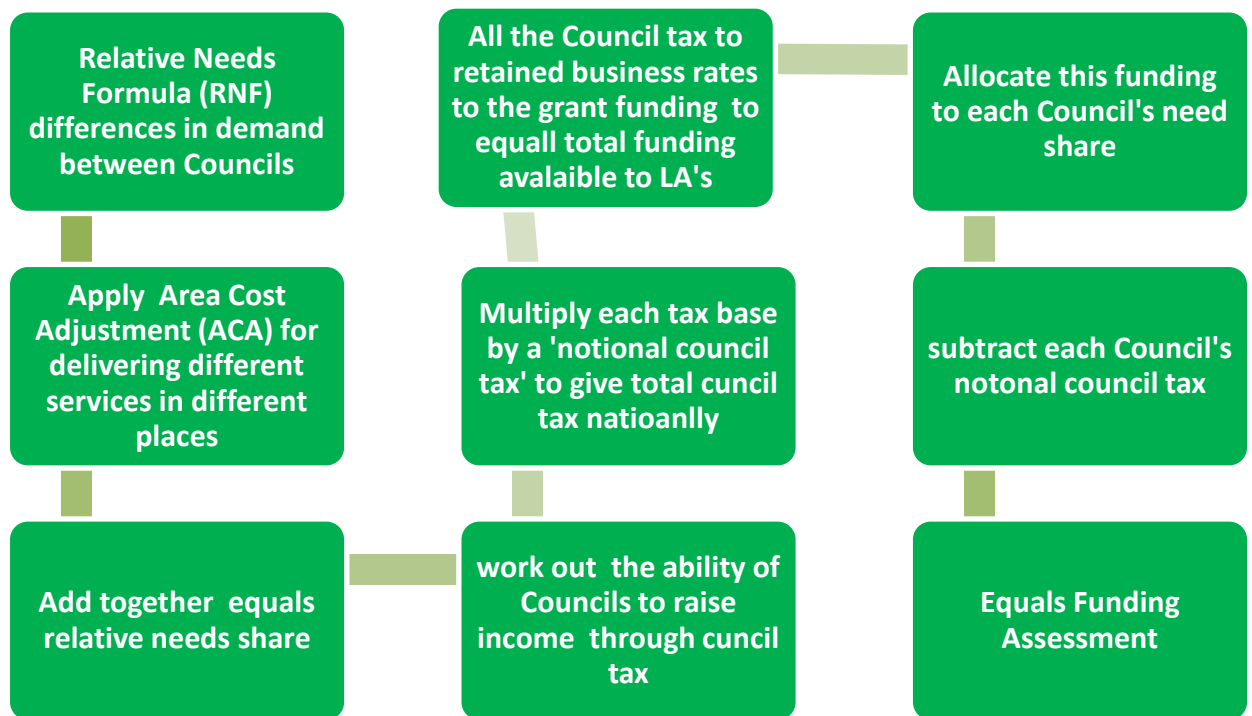 Relative Needs
Formula (RNF)
differences in demand
between Councils
Apply Area Cost
Adjustment (ACA) for
delivering different
services in different
places
Add together equals
relative needs share
work out the ability of
Councils to raise
income through cuncil
tax
Multiply each tax base
by a 'notional council
tax' to give total cuncil
tax natioanlly
All the Council tax to
retained business rates
to the grant funding to
equall total funding
avalaible to LA's
Allocate this funding
to each Council's need
share
subtract each Council's
notonal council tax
Equals Funding
Assessment